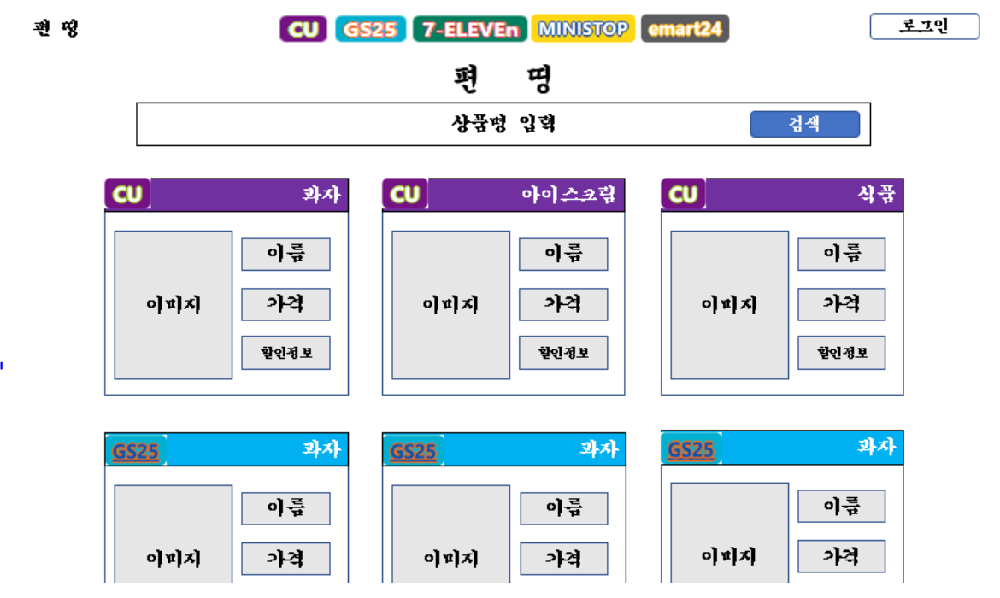 편 띵 CU GS25 7-ELEVEn MINISTOP emart24 로그인
편 띵
상품명 입력 검색
CU 과자 CU 아이스크림 CU 식품
이름 이름 이름
이미지 가격 이미지 가격 이미지 가격
할인정보 할인정보 할인정보
GS25 과자 GS25 과자 GS25 과자
이름 이름 이름
이미지 가격 이미지 가격 이미지 가격